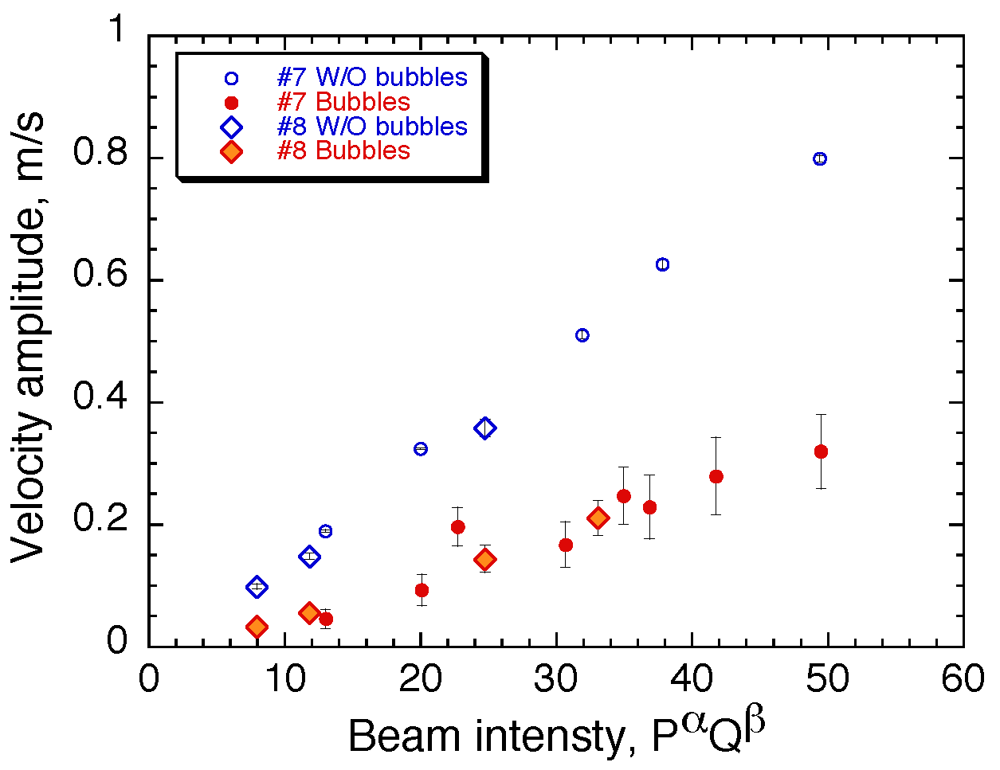 1
0.8
0.6
0.4
0.2
0
Velocity amplitude, m/s
#7 W/O bubbles
#7 Bubbles
#8 W/O bubbles
#8 Bubbles
0 10 20 30 40 50 60
Beam intensty, PᵅQᵝ